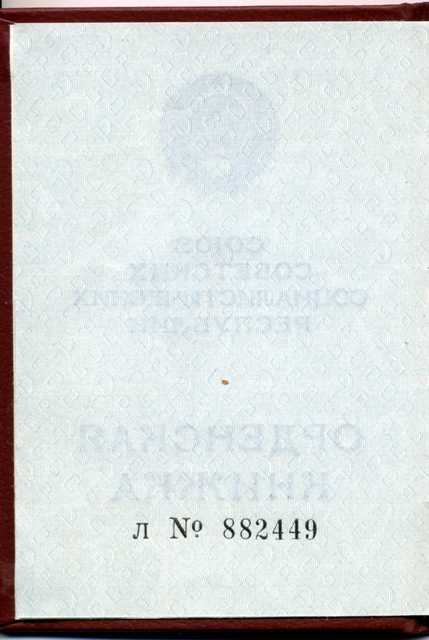 СОЮЗ
СОВЕТСКИХ
СОЦИАЛИСТИЧЕСКИХ
РЕСПУБЛИК
ОРДЕНСКАЯ
КНИЖКА
л № 882449